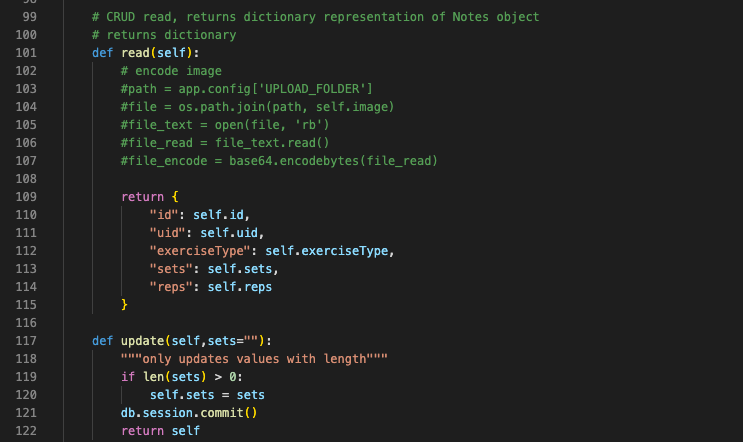 99 # CRUD read, returns dictionary representation of Notes object
100 # returns dictionary
101 def read(self):
102 # encode image
103 #path = app.config['UPLOAD_FOLDER']
104 #file = os.path.join(path, self.image)
105 #file_text = open(file, 'rb')
106 #file_read = file_text.read()
107 #file_encode = base64.encodebytes(file_read)
108
109 return {
110 "id": self.id,
111 "uid": self.uid,
112 "exerciseType": self.exerciseType,
113 "sets": self.sets,
114 "reps": self.reps
115 }
116
117 def update(self,sets=""):
118 """only updates values with length"""
119 if len(sets) > 0:
120 self.sets = sets
121 db.session.commit()
122 return self